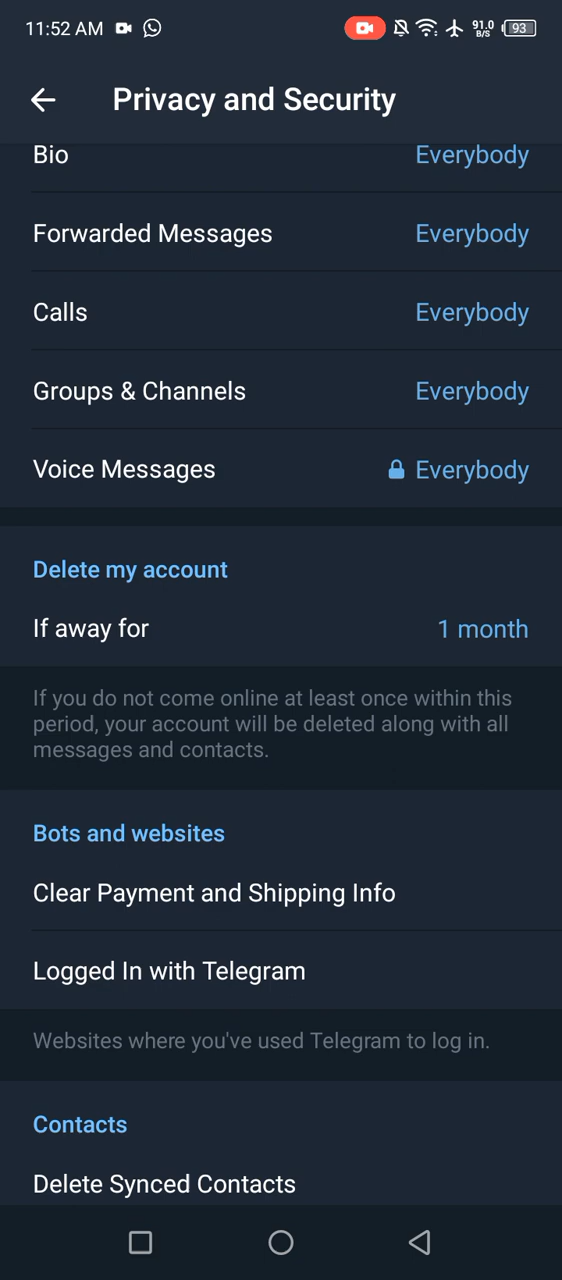 11:52 AM
91.0
B/S
93
Privacy and Security
Bio Everybody
Forwarded Messages Everybody
Calls Everybody
Groups & Channels Everybody
Voice Messages Everybody
Delete my account
If away for 1 month
If you do not come online at least once within this
period, your account will be deleted along with all
messages and contacts.
Bots and websites
Clear Payment and Shipping Info
Logged In with Telegram
Websites where you've used Telegram to log in.
Contacts
Delete Synced Contacts